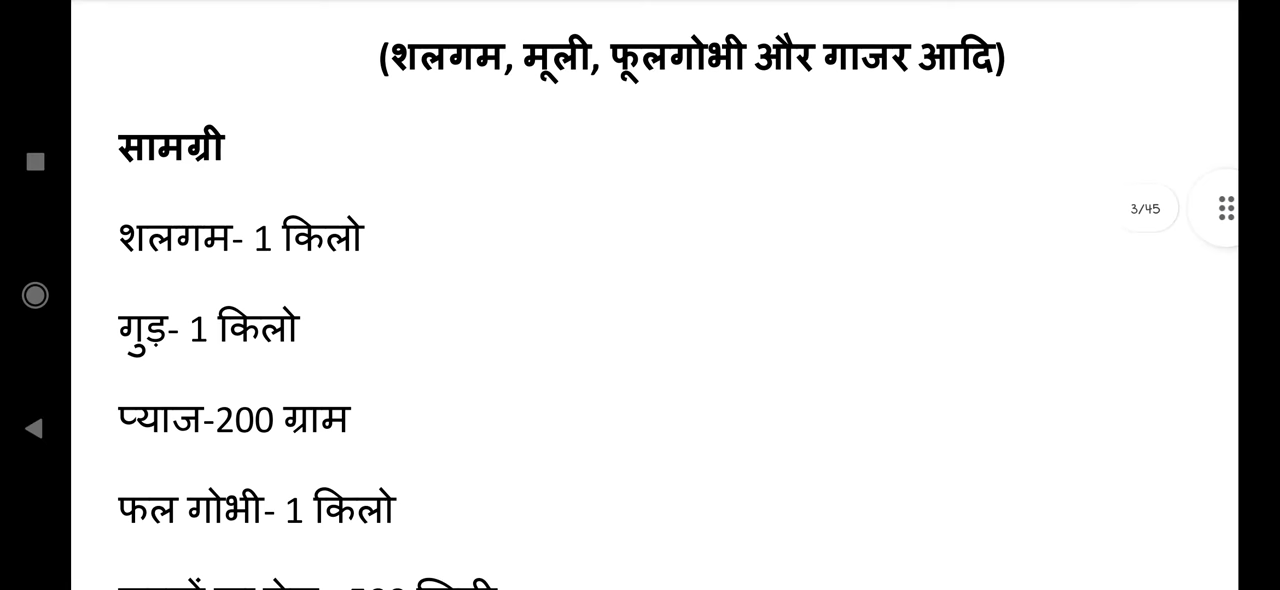 (शलगम, मूली, फूलगोभी और गाजर आदि)
सामग्री
शलगम- 1 किलो
3/45
गुड़- 1 किलो
प्याज-200 ग्राम
फल गोभी- 1 किलो